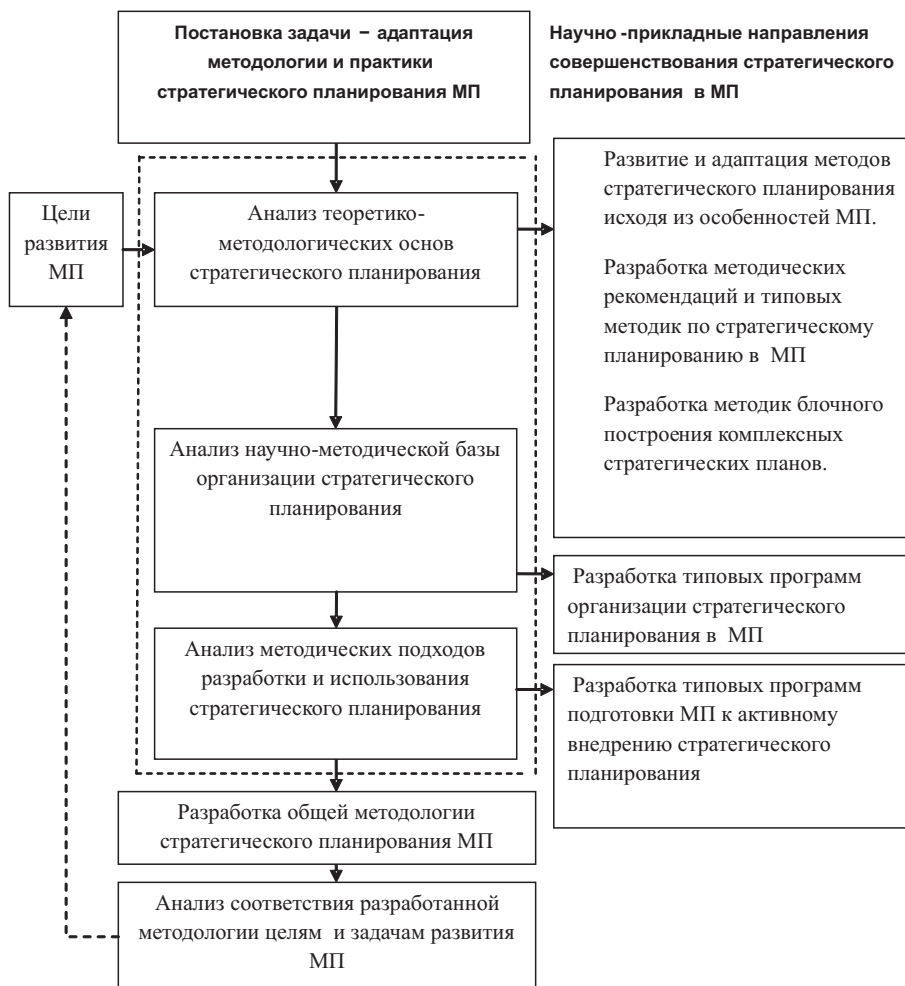 Постановка задачи – адаптация
методологии и практики
стратегического планирования МП
Научно -прикладные направления
совершенствования стратегического
планирования в МП
Цели
развития
МП
Анализ теоретико-
методологических основ
стратегического планирования
Развитие и адаптация методов
стратегического планирования
исходя из особенностей МП.
Разработка методических
рекомендаций и типовых
методик по стратегическому
планированию в МП
Разработка методик блочного
построения комплексных
стратегических планов.
Анализ научно-методической базы
организации стратегического
планирования
Разработка типовых программ
организации стратегического
планирования в МП
Анализ методических подходов
разработки и использования
стратегического планирования
Разработка типовых программ
подготовки МП к активному
внедрению стратегического
планирования
Разработка общей методологии
стратегического планирования МП
Анализ соответствия разработанной
методологии целям и задачам развития
МП